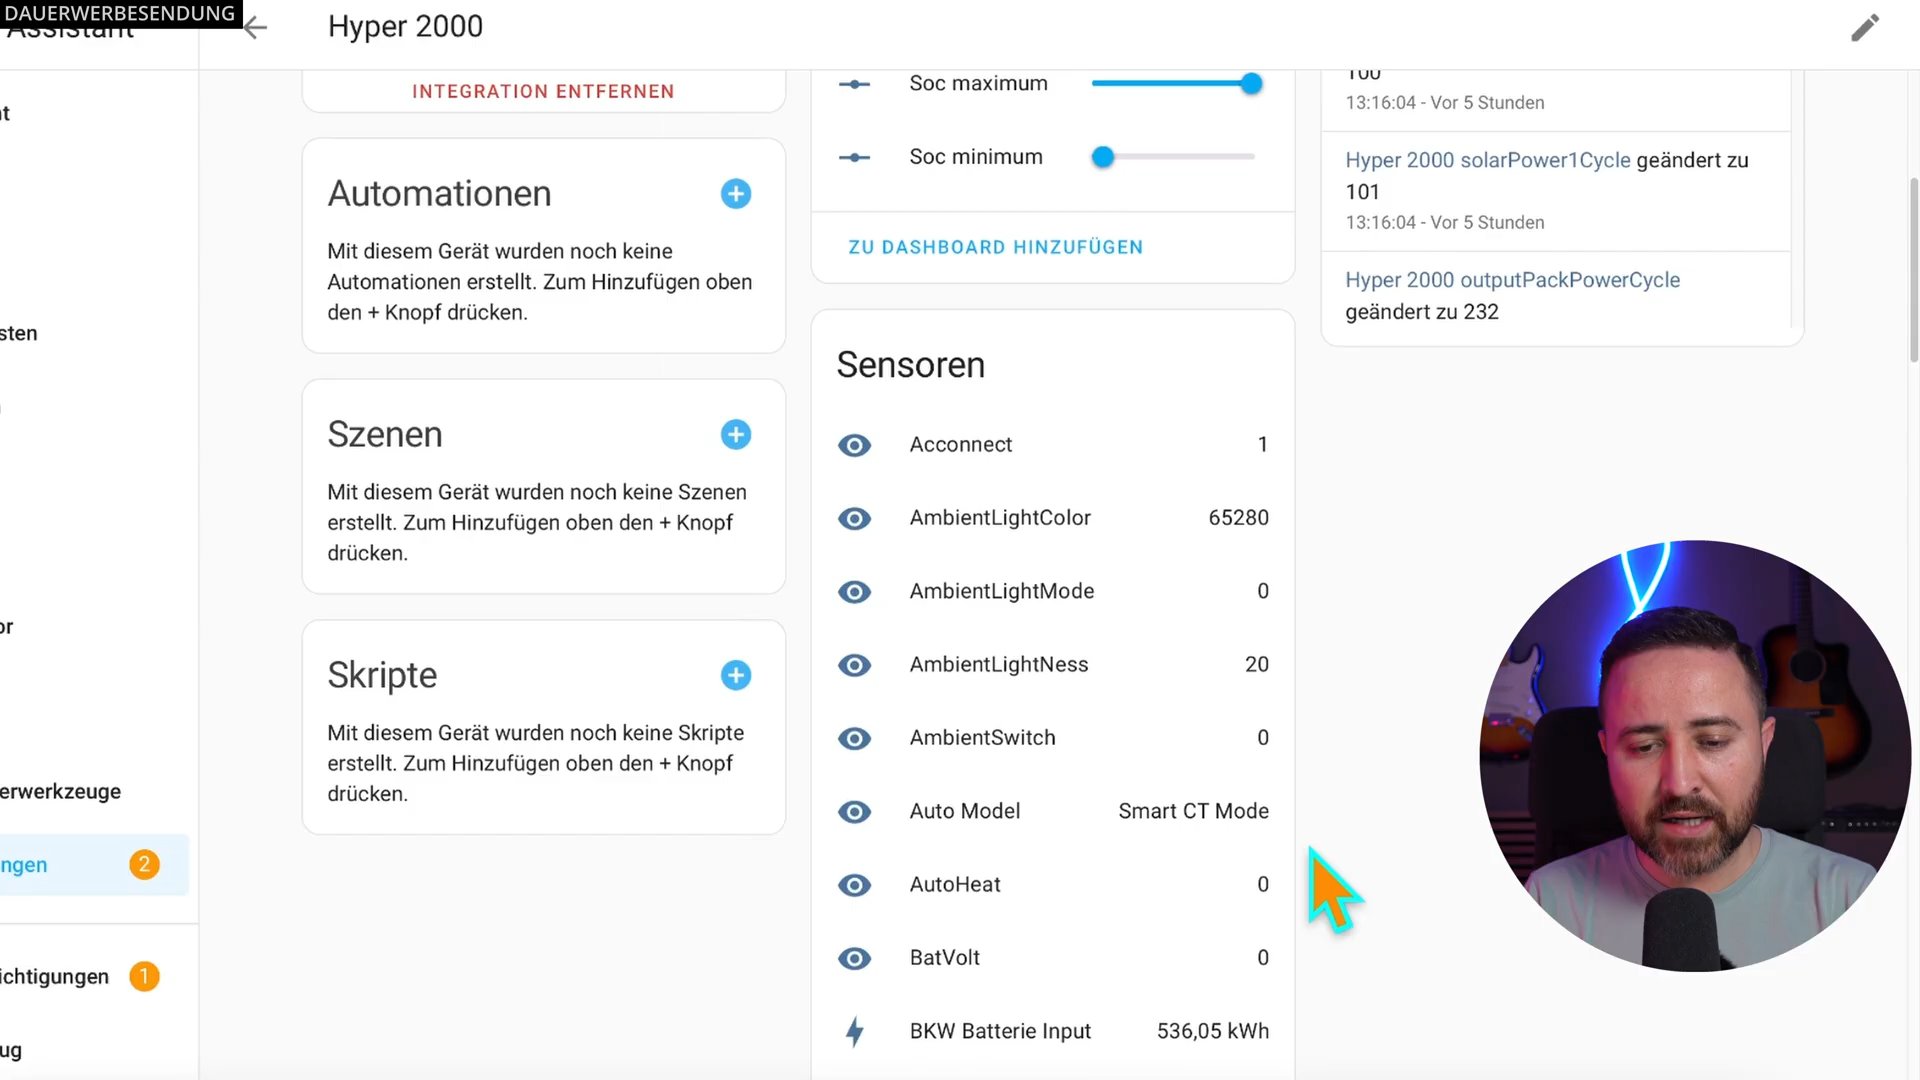 DAUERWERBESENDUNG
Assistant
Hyper 2000
t
sten
or
erwerkzeuge
ngen
2
ichtigungen
1
ug
INTEGRATION ENTFERNEN
Automationen
Mit diesem Gerät wurden noch keine
Automationen erstellt. Zum Hinzufügen oben
den + Knopf drücken.
Szenen
Mit diesem Gerät wurden noch keine Szenen
erstellt. Zum Hinzufügen oben den + Knopf
drücken.
Skripte
Mit diesem Gerät wurden noch keine Skripte
erstellt. Zum Hinzufügen oben den + Knopf
drücken.
Soc maximum
Soc minimum
ZU DASHBOARD HINZUFÜGEN
Sensoren
Acconnect 1
AmbientLightColor 65280
AmbientLightMode 0
AmbientLightNess 20
AmbientSwitch 0
Auto Model Smart CT Mode
AutoHeat 0
BatVolt 0
BKW Batterie Input 536,05 kWh
100
13:16:04 - Vor 5 Stunden
Hyper 2000 solarPower1Cycle geändert zu
101
13:16:04 - Vor 5 Stunden
Hyper 2000 outputPackPowerCycle
geändert zu 232